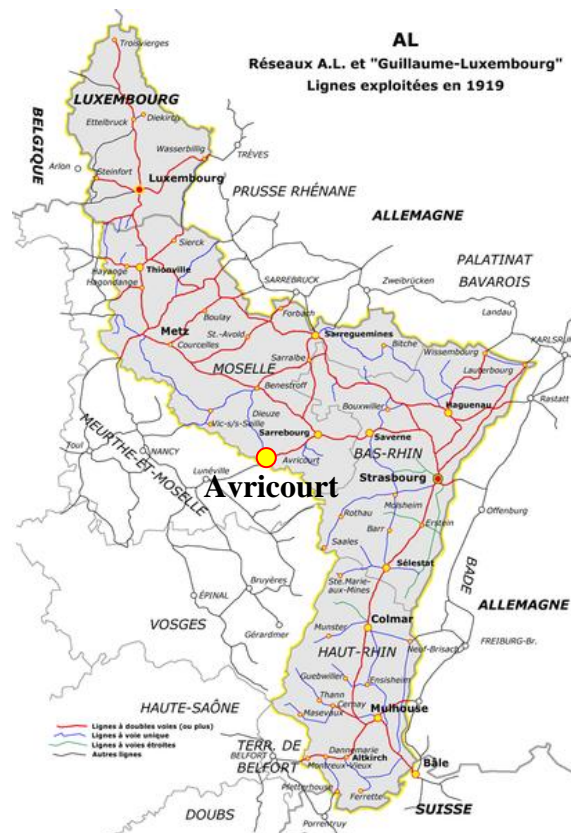 AL
Réseaux A.L. et "Guillaume-Luxembourg"
Lignes exploitées en 1919
Troisvierges
LUXEMBOURG
Ettelbruck
Diekirch
BELGIQUE
Wasserbillig
TRÈVES
Arlon
Steinfort
Luxembourg
PRUSSE RHÉNANE
ALLEMAGNE
Sierck
PALATINAT
BAVAROIS
Hayange
Thionville
Hagondange
SARREBRUCK
Zweibrücken
Landau
Forbach
Boulay
Metz
St.-Avold
Sarreguemines
KARLSRUHE
Courcelles
Bitche
Wissembourg
Sarralbe
Lauterbourg
MOSELLE
Benestroff
Rastatt
Bouxwiller
Haguenau
Dieuze
Vic-s/s-Seille
MEURTHE-ET-MOSELLE
NANCY
Toul
Sarrebourg
Saverne
BAS-RHIN
Lunéville
Avricourt
Avricourt
Strasbourg
Molsheim
Offenburg
Rothau
Barr
Erstein
Saales
Sélestat
BADE
Bruyères
Ste.Marie-
aux-Mines
ÉPINAL
ALLEMAGNE
VOSGES
Colmar
Gérardmer
Munster
HAUT-RHIN
Neuf-Brisach
FREIBURG-Br.
Guebwiller
Ensisheim
HAUTE-SAÔNE
Thann
Cernay
Masevaux
Mulhouse
Lignes à doubles voies (ou plus)
Lignes à voie unique
Lignes à voies étroites
Autres lignes
TERR. DE
BELFORT
BELFORT
Dannemarie
Altkirch
Montreux-Vieux
Bâle
Pfetterhouse
Ferrette
SUISSE
DOUBS
Porrentruy